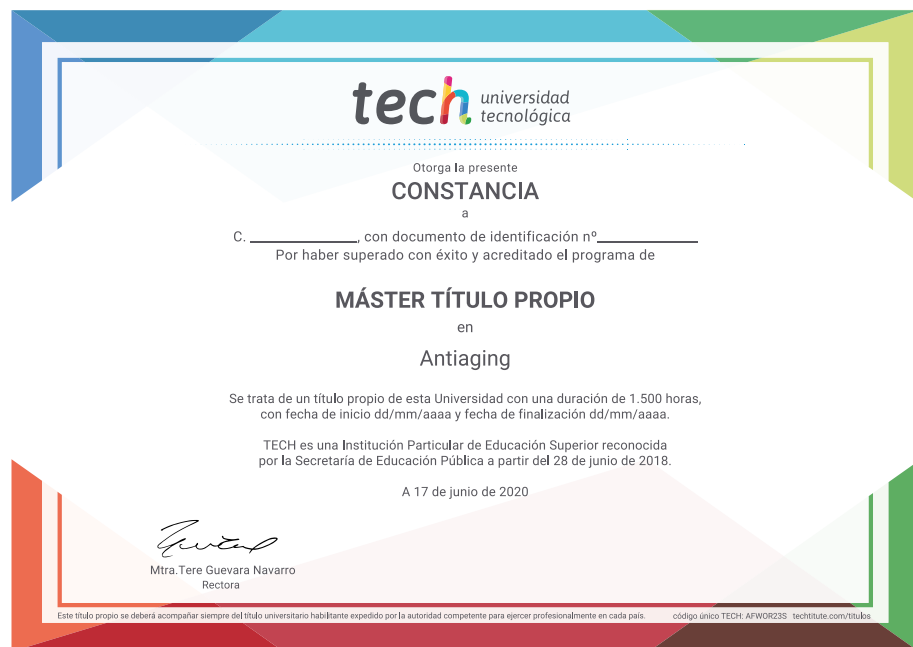 tech universidad
tecnológica
Otorga la presente
CONSTANCIA
a
C. ____________, con documento de identificación nº____________
Por haber superado con éxito y acreditado el programa de
MÁSTER TÍTULO PROPIO
en
Antiaging
Se trata de un título propio de esta Universidad con una duración de 1.500 horas,
con fecha de inicio dd/mm/aaaa y fecha de finalización dd/mm/aaaa.
TECH es una Institución Particular de Educación Superior reconocida
por la Secretaría de Educación Pública a partir del 28 de junio de 2018.
A 17 de junio de 2020
Mtra.Tere Guevara Navarro
Rectora
Este título propio se deberá acompañar siempre del título universitario habilitante expedido por la autoridad competente para ejercer profesionalmente en cada país. código único TECH: AFWOR23S techtitute.com/titulos